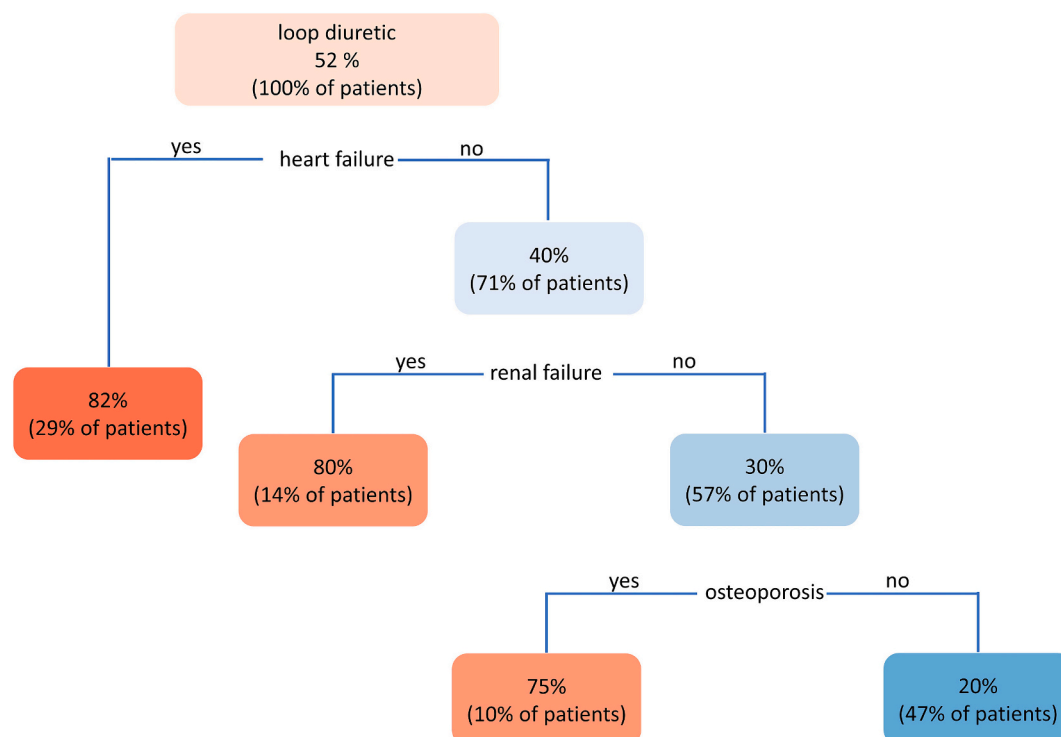 loop diuretic
52 %
(100% of patients)
yes
heart failure
no
40%
(71% of patients)
yes
renal failure
no
82%
(29% of patients)
80%
(14% of patients)
30%
(57% of patients)
yes
osteoporosis
no
75%
(10% of patients)
20%
(47% of patients)